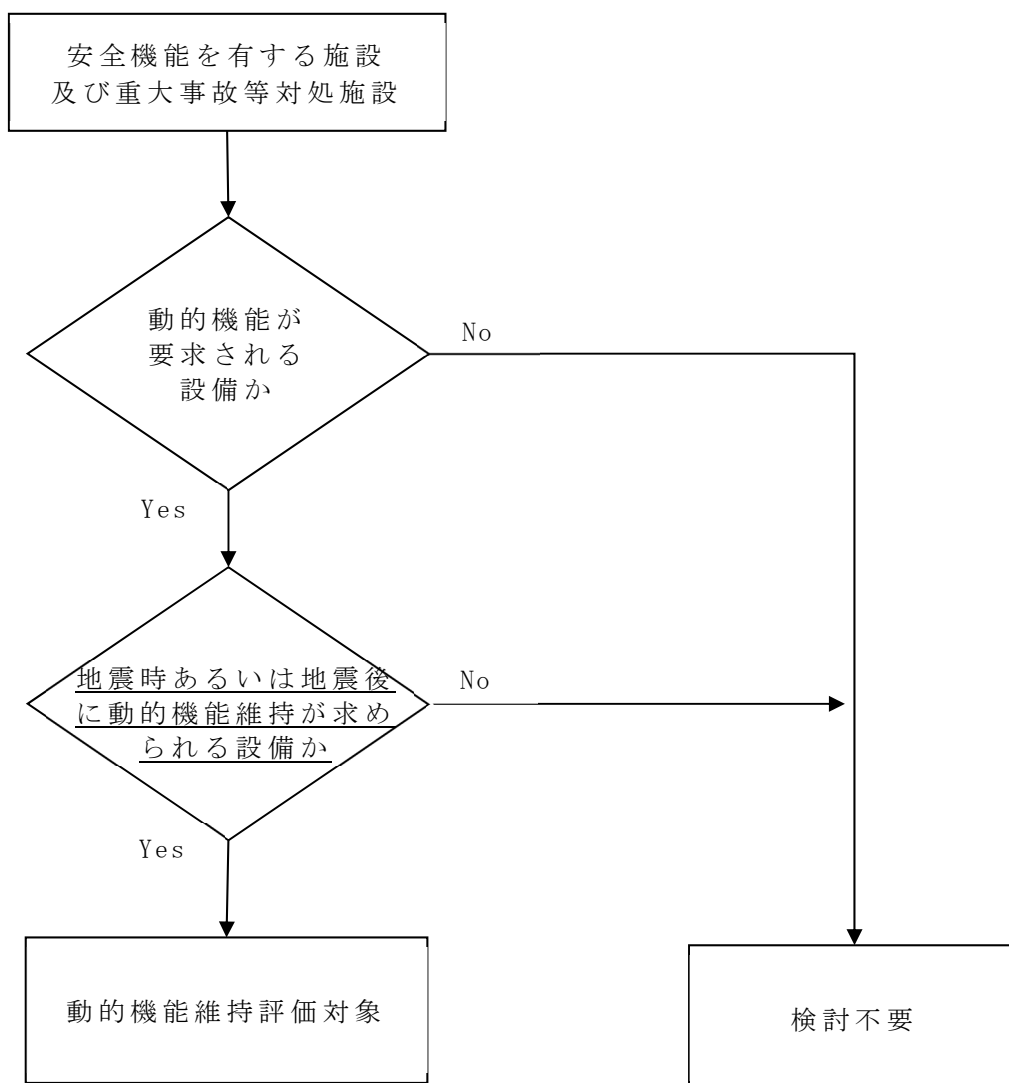 安全機能を有する施設
及び重大事故等対処施設
動的機能が
要求される
設備か
No
Yes
地震時あるいは地震後
に動的機能維持が求め
られる設備か
No
Yes
動的機能維持評価対象
検討不要